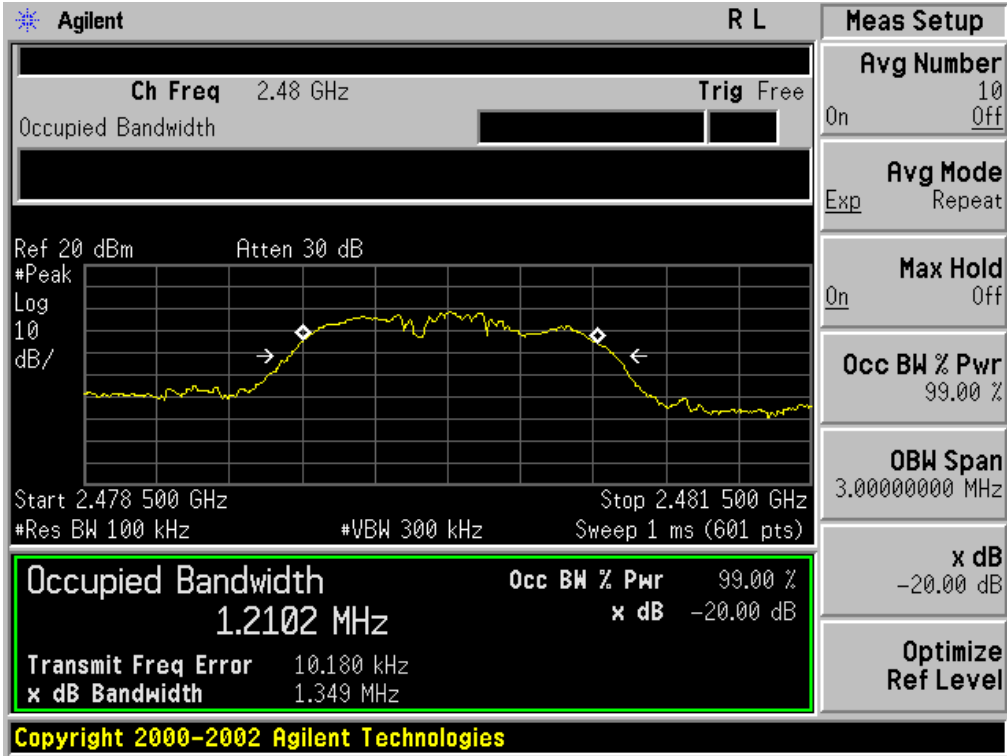 Agilent R L
Ch Freq 2.48 GHz Trig Free
Occupied Bandwidth
Ref 20 dBm Atten 30 dB
#Peak
Log
10
dB/
Start 2.478 500 GHz Stop 2.481 500 GHz
#Res BW 100 kHz #VBW 300 kHz Sweep 1 ms (601 pts)
Occupied Bandwidth Occ BW % Pwr 99.00 %
1.2102 MHz x dB -20.00 dB
Transmit Freq Error 10.180 kHz
x dB Bandwidth 1.349 MHz
Copyright 2000-2002 Agilent Technologies
Meas Setup
Avg Number
10
On Off
Avg Mode
Exp Repeat
Max Hold
On Off
Occ BW % Pwr
99.00 %
OBW Span
3.00000000 MHz
x dB
-20.00 dB
Optimize
Ref Level